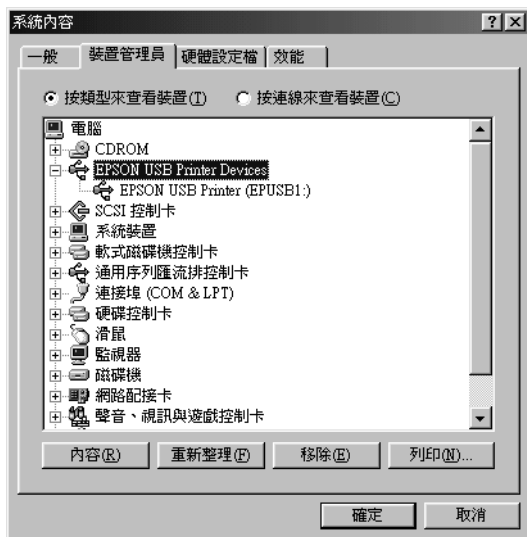 系統內容
一般 裝置管理員 硬體設定檔 效能
按類型來查看裝置(T) 按連線來查看裝置(C)
電腦
CDROM
EPSON USB Printer Devices
EPSON USB Printer (EPUSB1:)
SCSI 控制卡
系統裝置
軟式磁碟機控制卡
通用序列匯流排控制卡
連接埠 (COM & LPT)
硬碟控制卡
滑鼠
監視器
磁碟機
網路配接卡
聲音、視訊與遊戲控制卡
內容(R) 重新整理(F) 移除(E) 列印(N)...
確定 取消